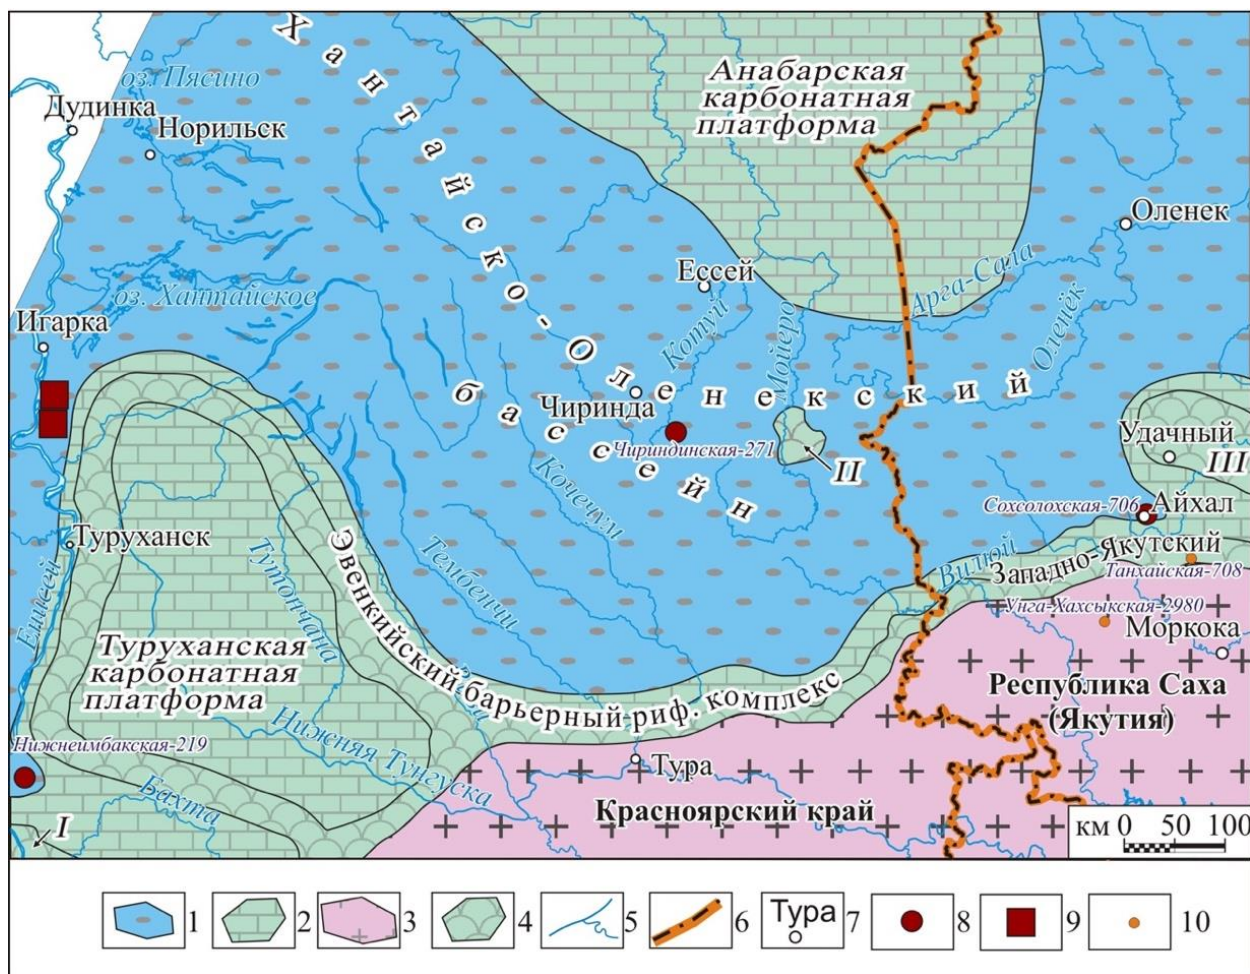 Хантайско-Оленекский
бассейн
Анабарская
карбонатная
платформа
оз. Пясино
Дудинка
Норильск
Оленек
Ессей
Арга-Сала
оз. Хантайское
Котуй
Мойеро
Оленёк
Игарка
Чиринда
Чириндинская-271
II
Удачный
III
Кочечум
Сохсолохская-706
Айхал
Туруханск
Тутончана
Тембенчи
Вилюй
Западно-Якутский
Танхайская-708
Енисей
Эвенкийский барьерный риф. комплекс
Унга-Хахсыкская-2980
Моркока
Туруханская
карбонатная
платформа
Республика Саха
(Якутия)
Нижнеимбакская-219
Нижняя Тунгуска
Тура
Бахта
Красноярский край
I
км 0 50 100
1
2
3
4
5
6
Тура
7
8
9
10